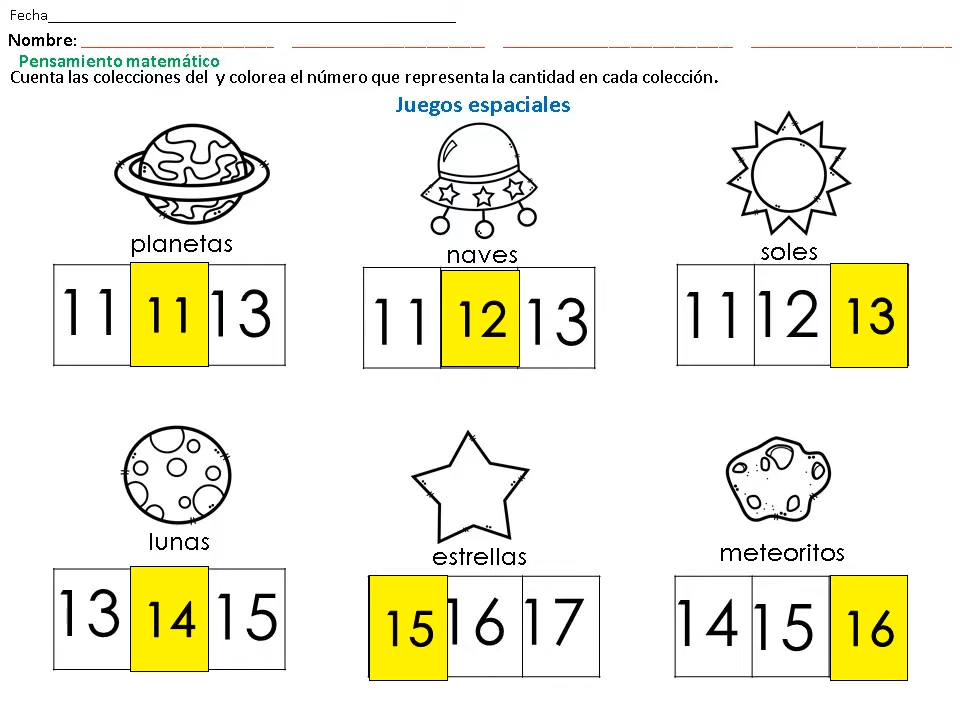 Fecha
Nombre:
Pensamiento matemático
Cuenta las colecciones del y colorea el número que representa la cantidad en cada colección.
Juegos espaciales
planetas naves soles
11 11 13 11 12 13 11 12 13
lunas estrellas meteoritos
13 14 15 15 16 17 14 15 16